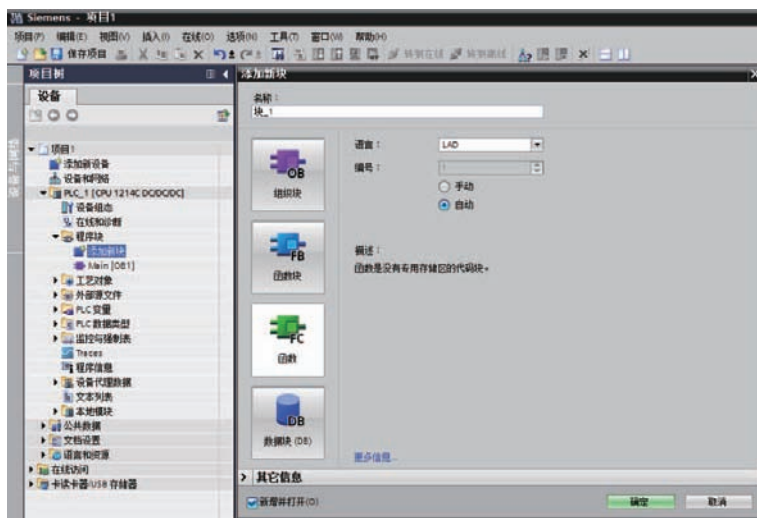 Siemens - 项目1
项目(P) 编辑(E) 视图(V) 插入(I) 在线(O) 选项(N) 工具(T) 窗口(W) 帮助(H)
保存项目 转到在线 转到离线
项目树
设备
项目1
添加新设备
设备和网络
PLC_1 [CPU 1214C DC/DC/DC]
设备组态
在线和诊断
程序块
添加新块
Main [OB1]
工艺对象
外部源文件
PLC 变量
PLC 数据类型
监控与强制表
Traces
程序信息
设备代理数据
文本列表
本地模块
公共数据
文档设置
语言和资源
在线访问
读卡器/USB 存储器
添加新块
名称：
块_1
OB
组织块
FB
函数块
FC
函数
DB
数据块 (DB)
语言： LAD
编号： 1
手动
自动
描述：
函数是没有专用存储区的代码块。
更多信息...
其它信息
新增并打开(O)
确定 取消